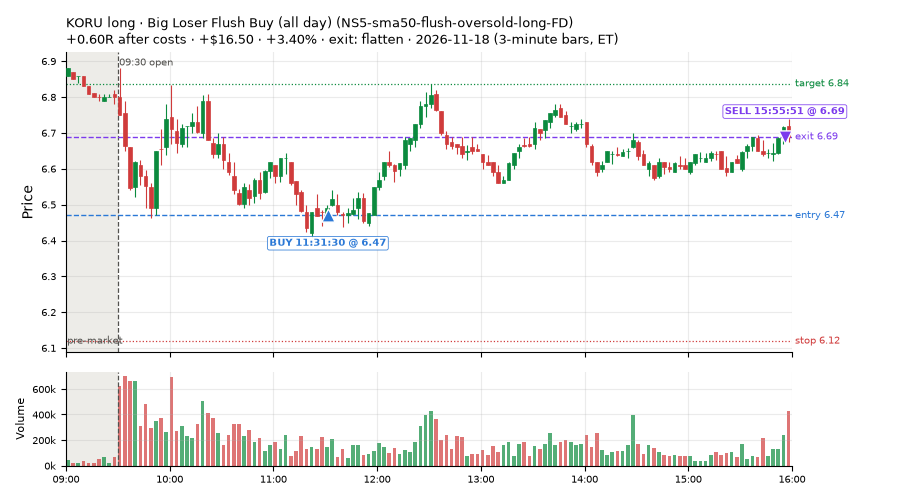 KORU long · Big Loser Flush Buy (all day) (NS5-sma50-flush-oversold-long-FD)
+0.60R after costs · +$16.50 · +3.40% · exit: flatten · 2026-11-18 (3-minute bars, ET)
6.9
6.8
6.7
6.6
6.5
6.4
6.3
6.2
6.1
Price
09:30 open
pre-market
target 6.84
SELL 15:55:51 @ 6.69
exit 6.69
entry 6.47
BUY 11:31:30 @ 6.47
stop 6.12
600k
400k
200k
0k
Volume
09:00
10:00
11:00
12:00
13:00
14:00
15:00
16:00